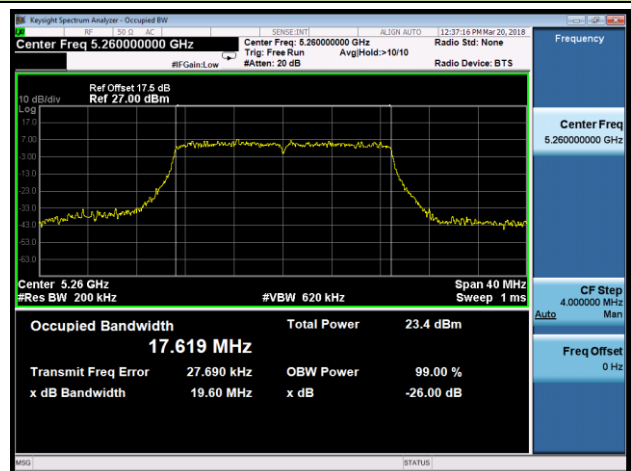 Keysight Spectrum Analyzer - Occupied BW
RF 50 Ω AC SENSE:INT ALIGN AUTO 12:37:16 PM Mar 20, 2018
Center Freq 5.260000000 GHz
Center Freq: 5.260000000 GHz
Radio Std: None
Frequency
Trig: Free Run Avg|Hold:>10/10
#IFGain:Low #Atten: 20 dB Radio Device: BTS
Ref Offset 17.5 dB
10 dB/div Ref 27.00 dBm
Log
17.0
7.00
-3.00
-13.0
-23.0
-33.0
-43.0
-53.0
-63.0
Center 5.26 GHz Span 40 MHz
#Res BW 200 kHz #VBW 620 kHz Sweep 1 ms
Center Freq
5.260000000 GHz
CF Step
4.000000 MHz
Auto Man
Freq Offset
0 Hz
Occupied Bandwidth Total Power 23.4 dBm
17.619 MHz
Transmit Freq Error 27.690 kHz OBW Power 99.00 %
x dB Bandwidth 19.60 MHz x dB -26.00 dB
MSG STATUS